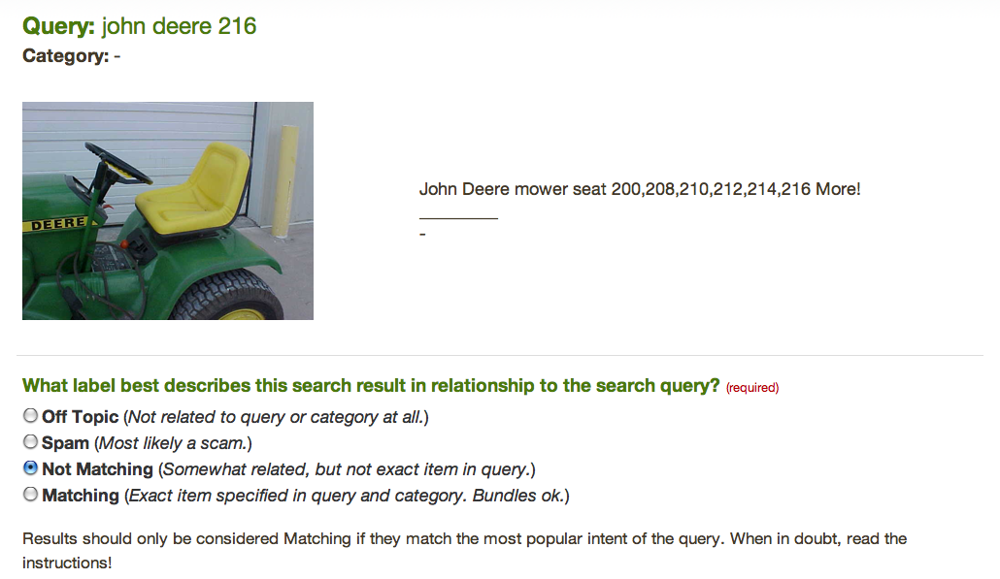 Query: john deere 216
Category: -
DEERE
John Deere mower seat 200,208,210,212,214,216 More!
-
What label best describes this search result in relationship to the search query? (required)
Off Topic (Not related to query or category at all.)
Spam (Most likely a scam.)
Not Matching (Somewhat related, but not exact item in query.)
Matching (Exact item specified in query and category. Bundles ok.)
Results should only be considered Matching if they match the most popular intent of the query. When in doubt, read the
instructions!